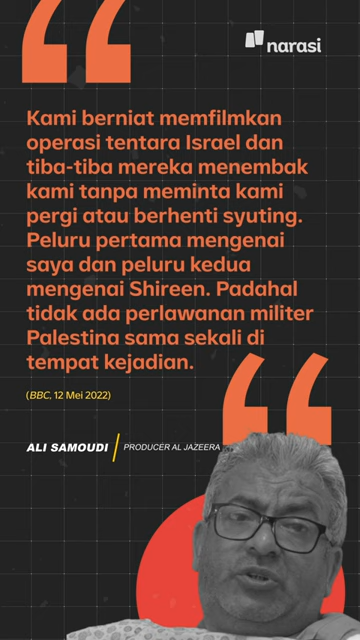 narasi
Kami berniat memfilmkan
operasi tentara Israel dan
tiba-tiba mereka menembak
kami tanpa meminta kami
pergi atau berhenti syuting.
Peluru pertama mengenai
saya dan peluru kedua
mengenai Shireen. Padahal
tidak ada perlawanan militer
Palestina sama sekali di
tempat kejadian.
(BBC, 12 Mei 2022)
ALI SAMOUDI / PRODUCER AL JAZEERA